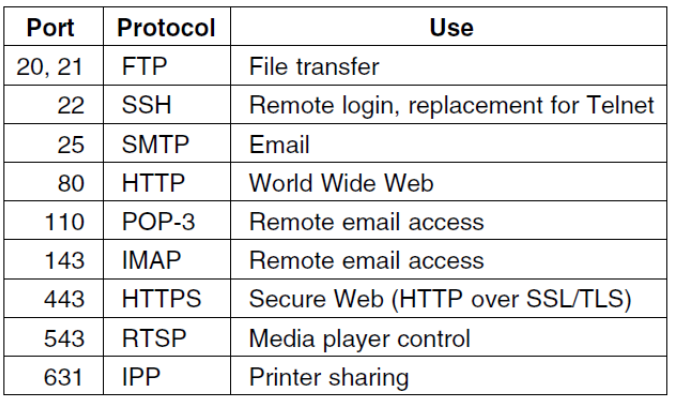 Port Protocol Use
20, 21 FTP File transfer
22 SSH Remote login, replacement for Telnet
25 SMTP Email
80 HTTP World Wide Web
110 POP-3 Remote email access
143 IMAP Remote email access
443 HTTPS Secure Web (HTTP over SSL/TLS)
543 RTSP Media player control
631 IPP Printer sharing